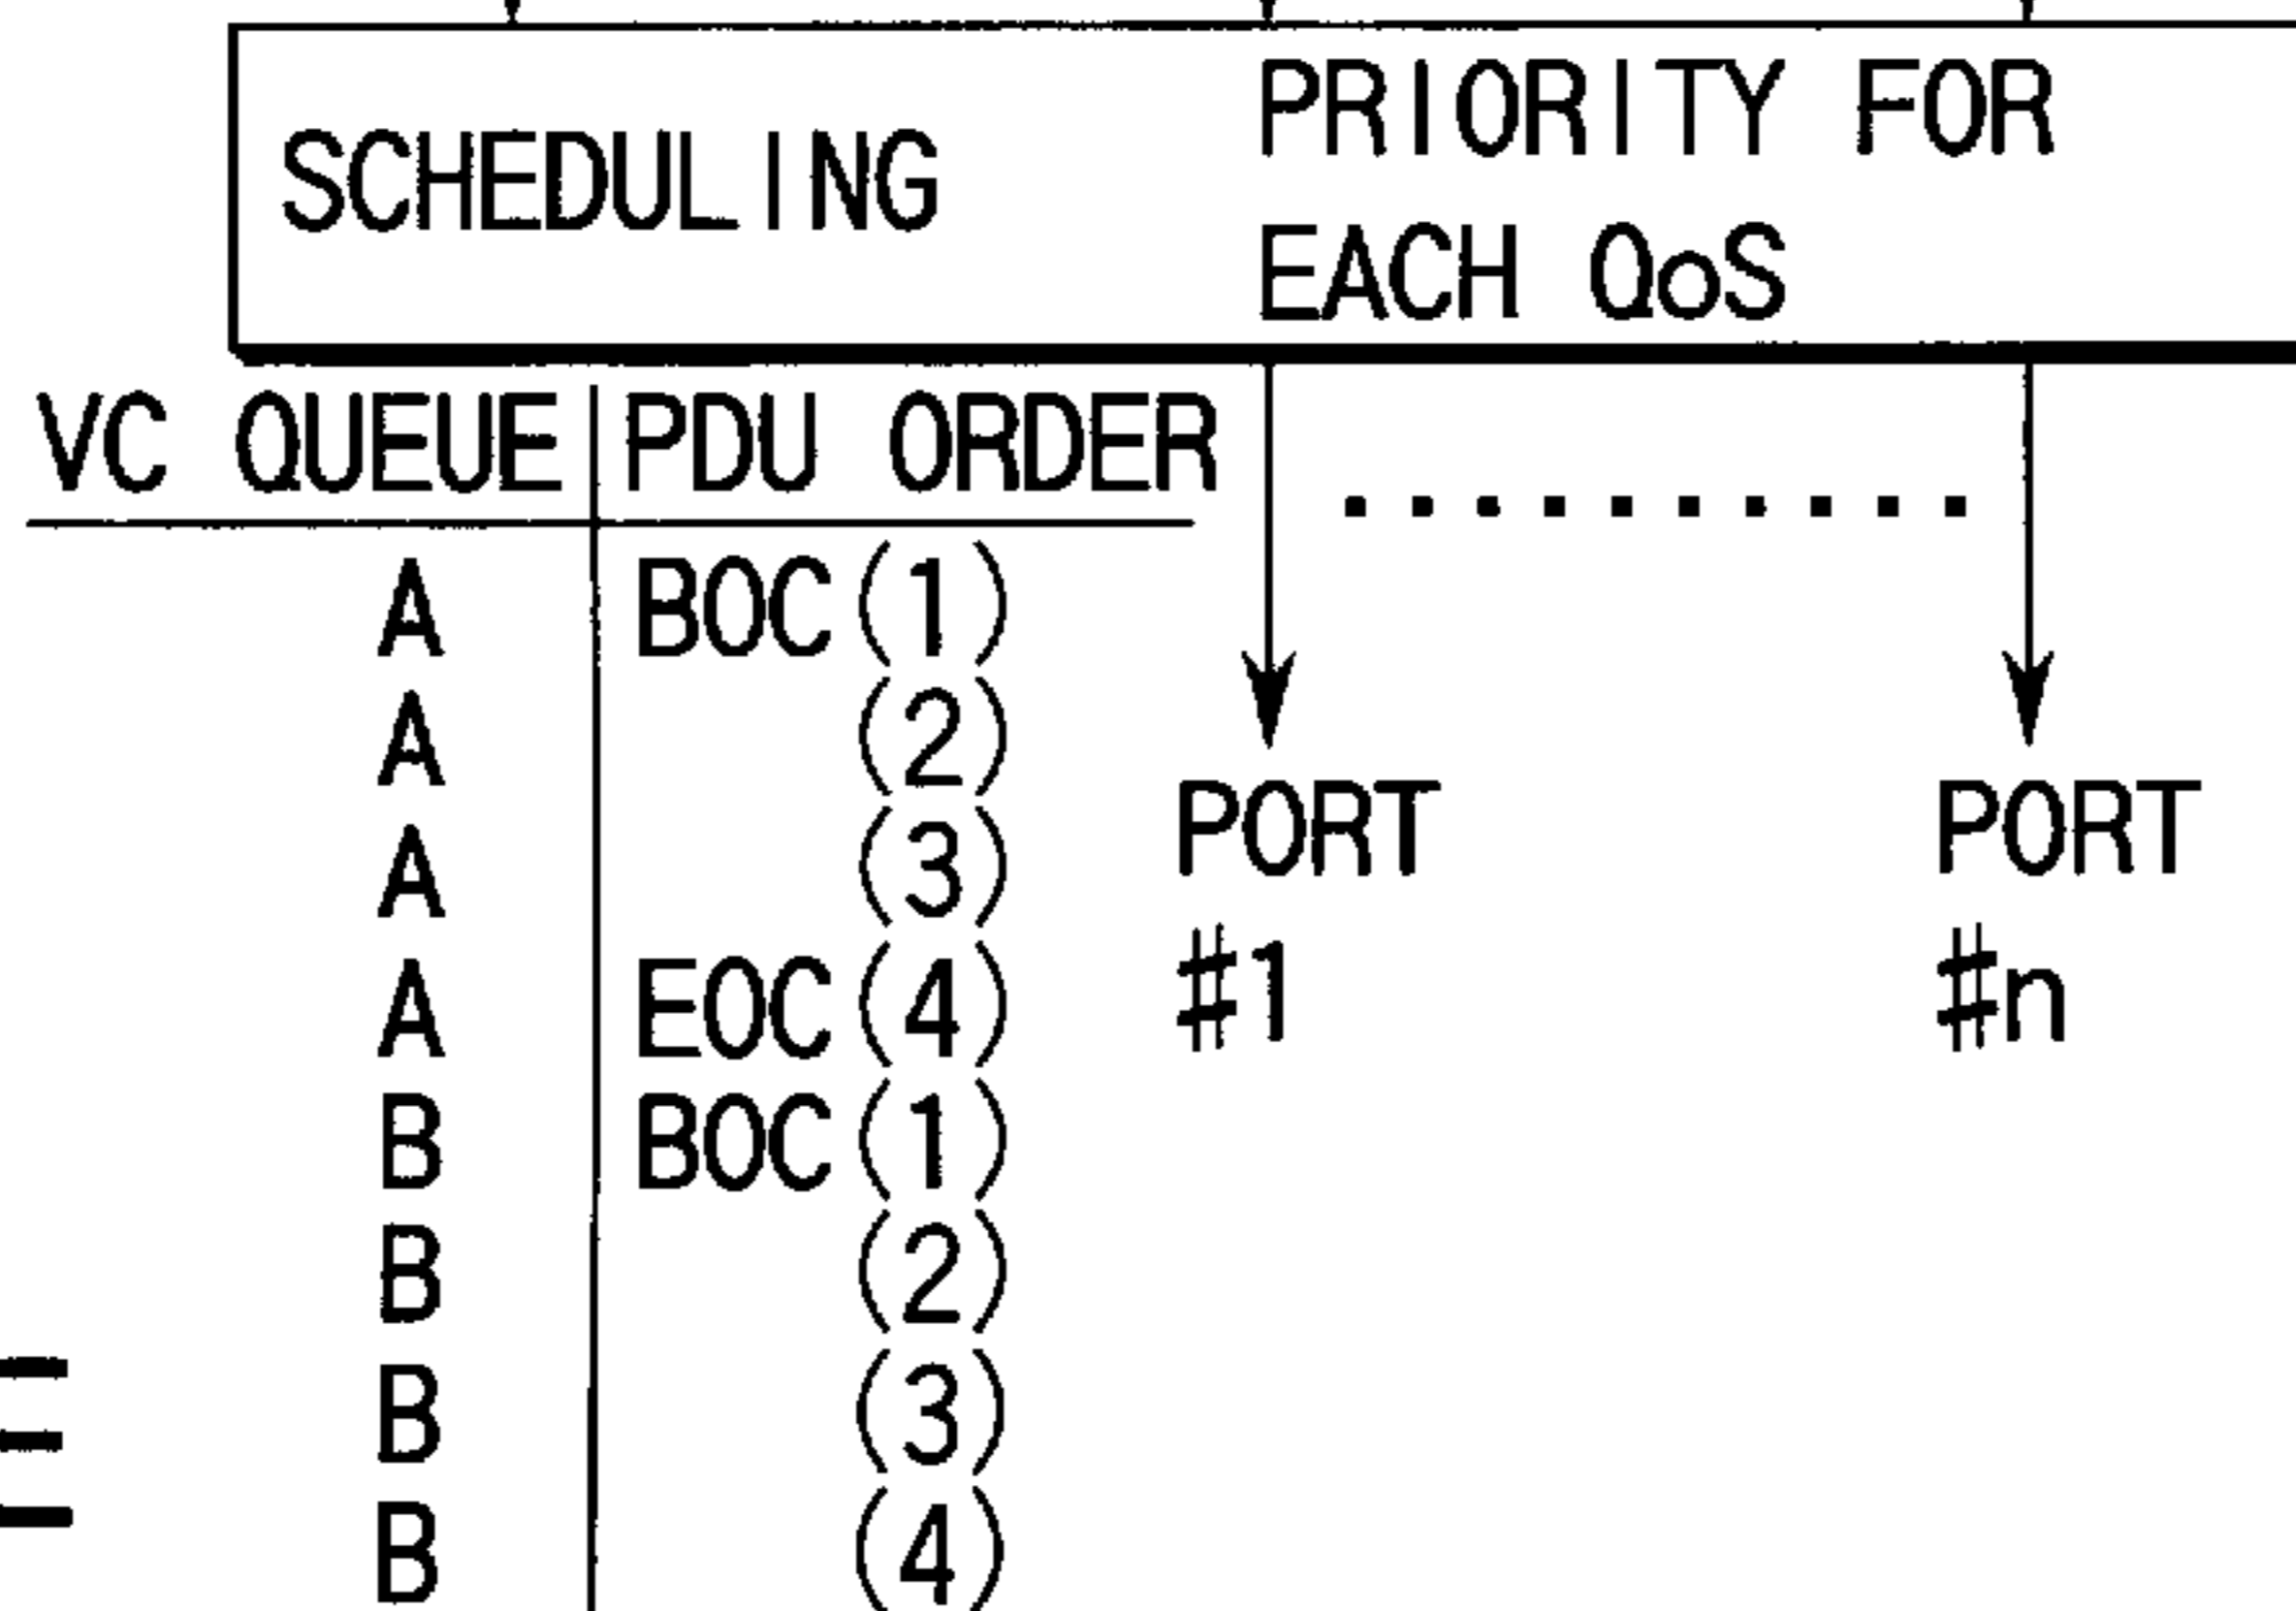 PRIORITY FOR
SCHEDULING
EACH QoS
VC QUEUE PDU ORDER
A BOC(1)
A (2)
A (3)
A EOC(4)
B BOC(1)
B (2)
B (3)
B (4)
..........
PORT
#1
PORT
#n